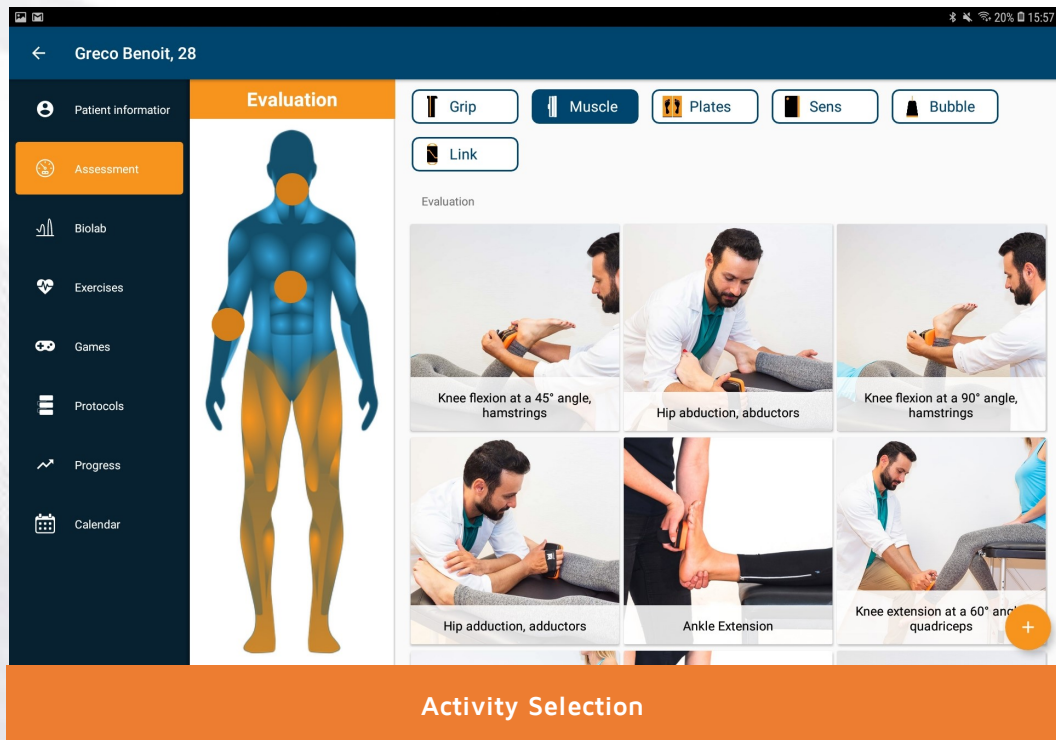 20% 15:57
Greco Benoit, 28
Patient informatior
Assessment
Biolab
Exercises
Games
Protocols
Progress
Calendar
Evaluation
Grip
Muscle
Plates
Sens
Bubble
Link
Evaluation
Knee flexion at a 45° angle,
hamstrings
Hip abduction, abductors
Knee flexion at a 90° angle,
hamstrings
Hip adduction, adductors
Ankle Extension
Knee extension at a 60° ang
quadriceps
+
Activity Selection